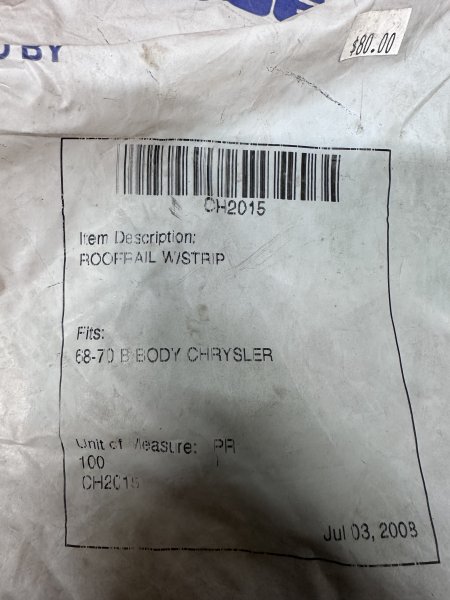 D BY
$80.00
CH2015
Item Description:
ROOFRAIL W/STRIP
Fits:
68-70 B BODY CHRYSLER
Unit of Measure: PR
100
CH2015
Jul 03, 2008